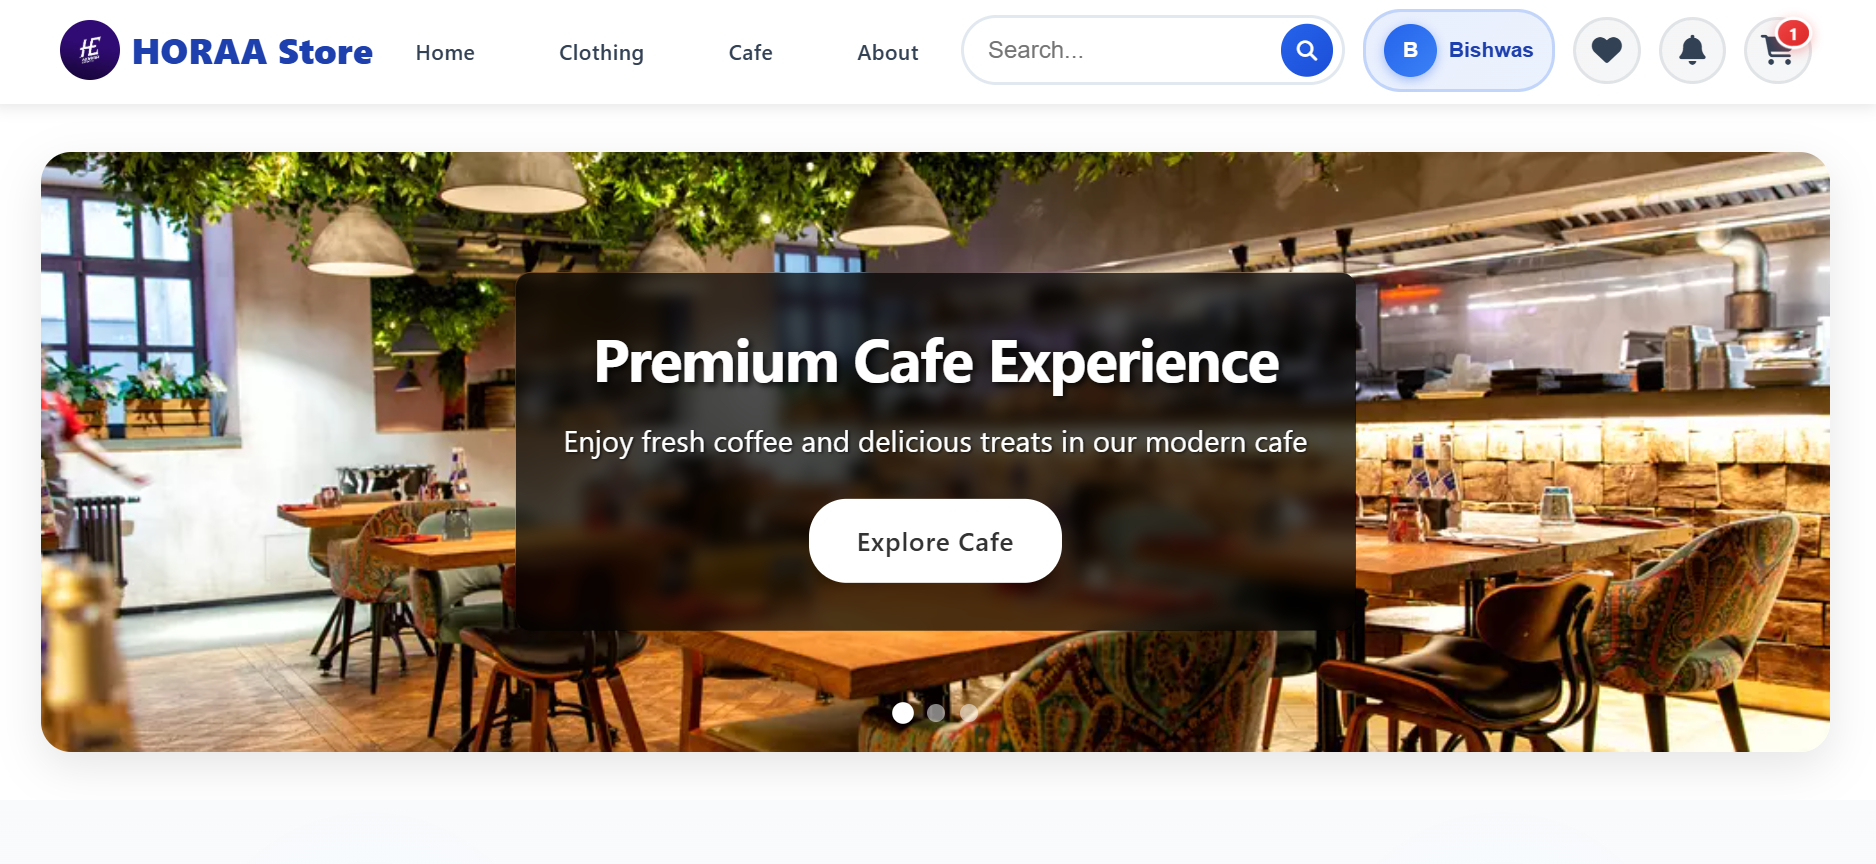 HE
HORAA Store
Home
Clothing
Cafe
About
Search...
B
Bishwas
1
Premium Cafe Experience
Enjoy fresh coffee and delicious treats in our modern cafe
Explore Cafe